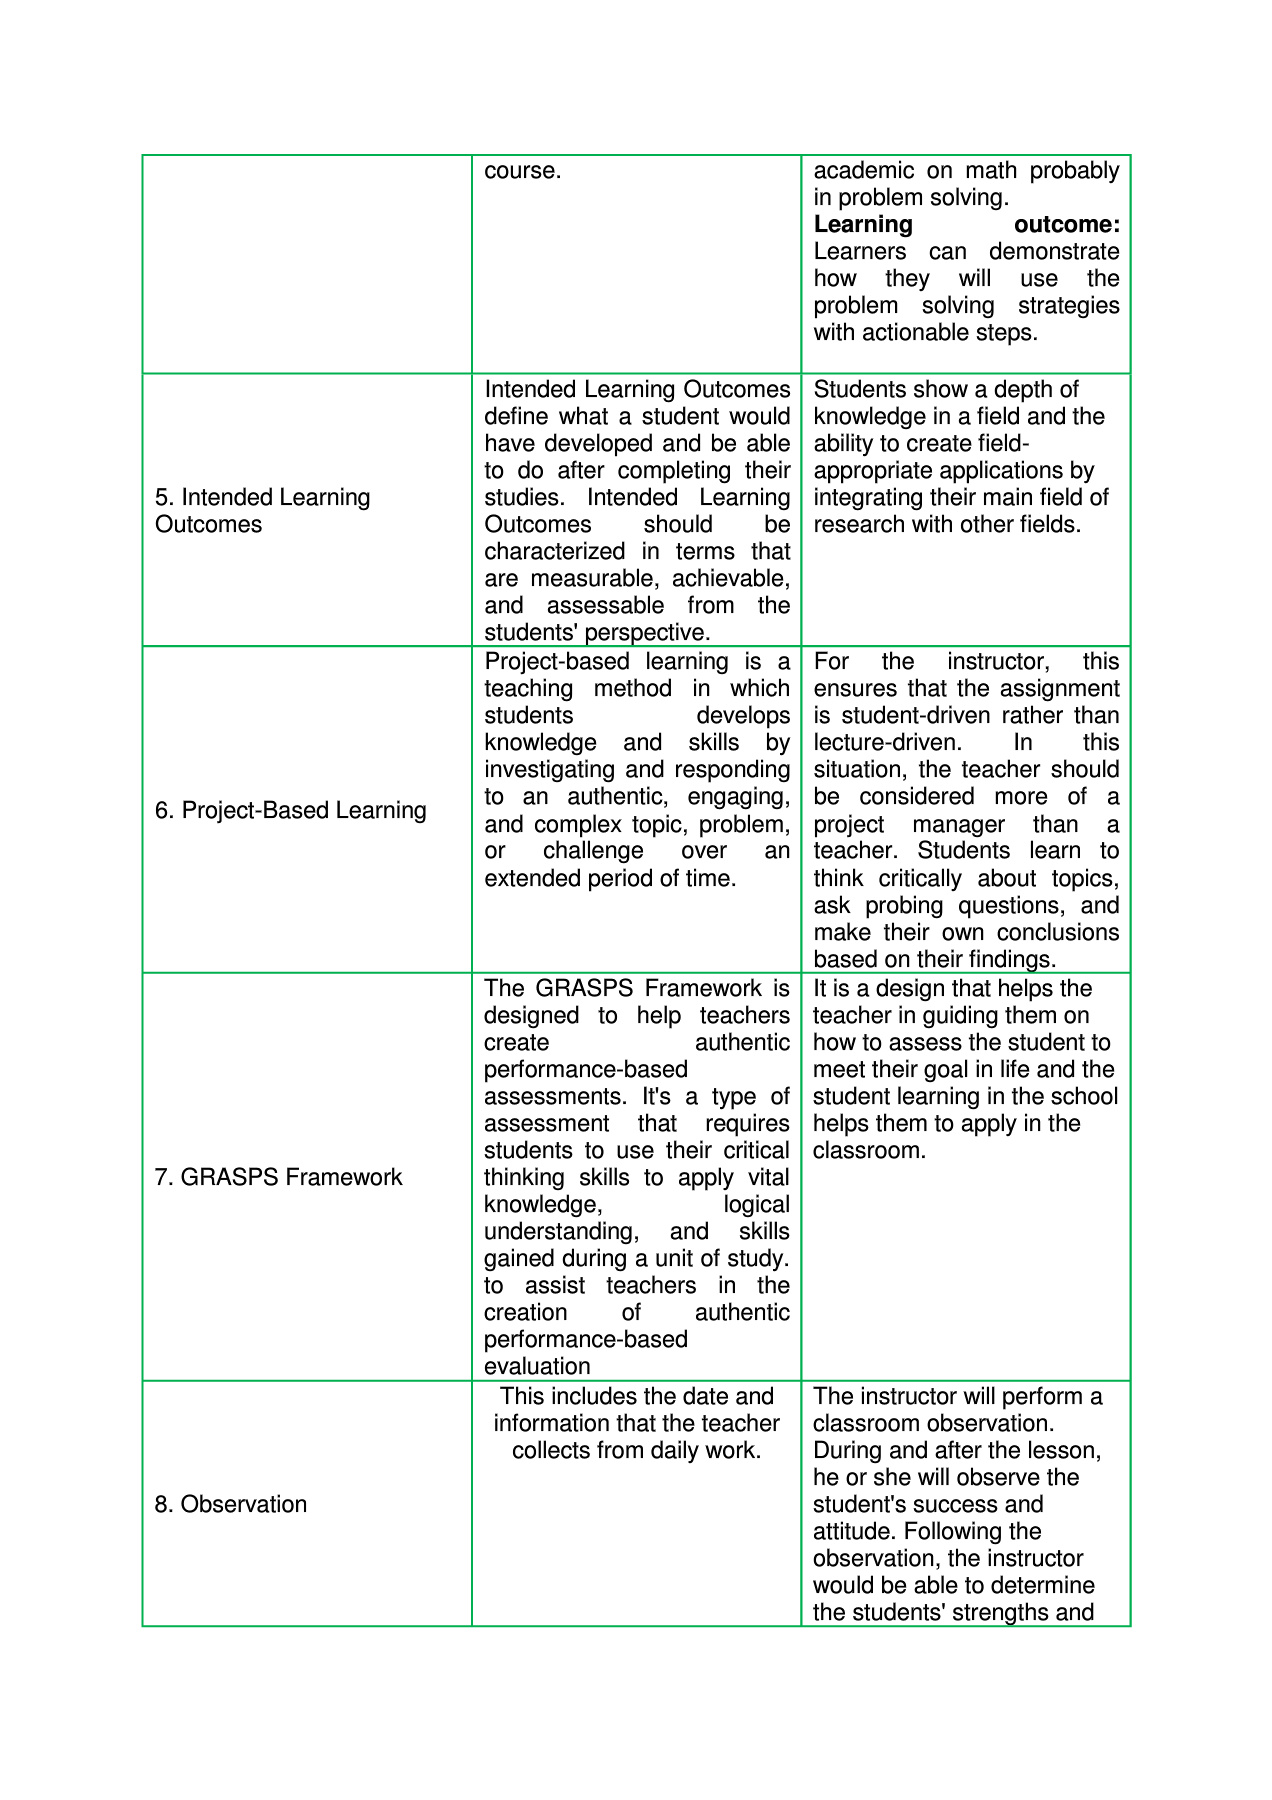 course.
academic on math probably
in problem solving.
Learning outcome:
Learners can demonstrate
how they will use the
problem solving strategies
with actionable steps.
5. Intended Learning
Outcomes
Intended Learning Outcomes
define what a student would
have developed and be able
to do after completing their
studies. Intended Learning
Outcomes should be
characterized in terms that
are measurable, achievable,
and assessable from the
students' perspective.
Students show a depth of
knowledge in a field and the
ability to create field-
appropriate applications by
integrating their main field of
research with other fields.
6. Project-Based Learning
Project-based learning is a
teaching method in which
students develops
knowledge and skills by
investigating and responding
to an authentic, engaging,
and complex topic, problem,
or challenge over an
extended period of time.
For the instructor, this
ensures that the assignment
is student-driven rather than
lecture-driven. In this
situation, the teacher should
be considered more of a
project manager than a
teacher. Students learn to
think critically about topics,
ask probing questions, and
make their own conclusions
based on their findings.
7. GRASPS Framework
The GRASPS Framework is
designed to help teachers
create authentic
performance-based
assessments. It's a type of
assessment that requires
students to use their critical
thinking skills to apply vital
knowledge, logical
understanding, and skills
gained during a unit of study.
to assist teachers in the
creation of authentic
performance-based
evaluation
It is a design that helps the
teacher in guiding them on
how to assess the student to
meet their goal in life and the
student learning in the school
helps them to apply in the
classroom.
8. Observation
This includes the date and
information that the teacher
collects from daily work.
The instructor will perform a
classroom observation.
During and after the lesson,
he or she will observe the
student's success and
attitude. Following the
observation, the instructor
would be able to determine
the students' strengths and